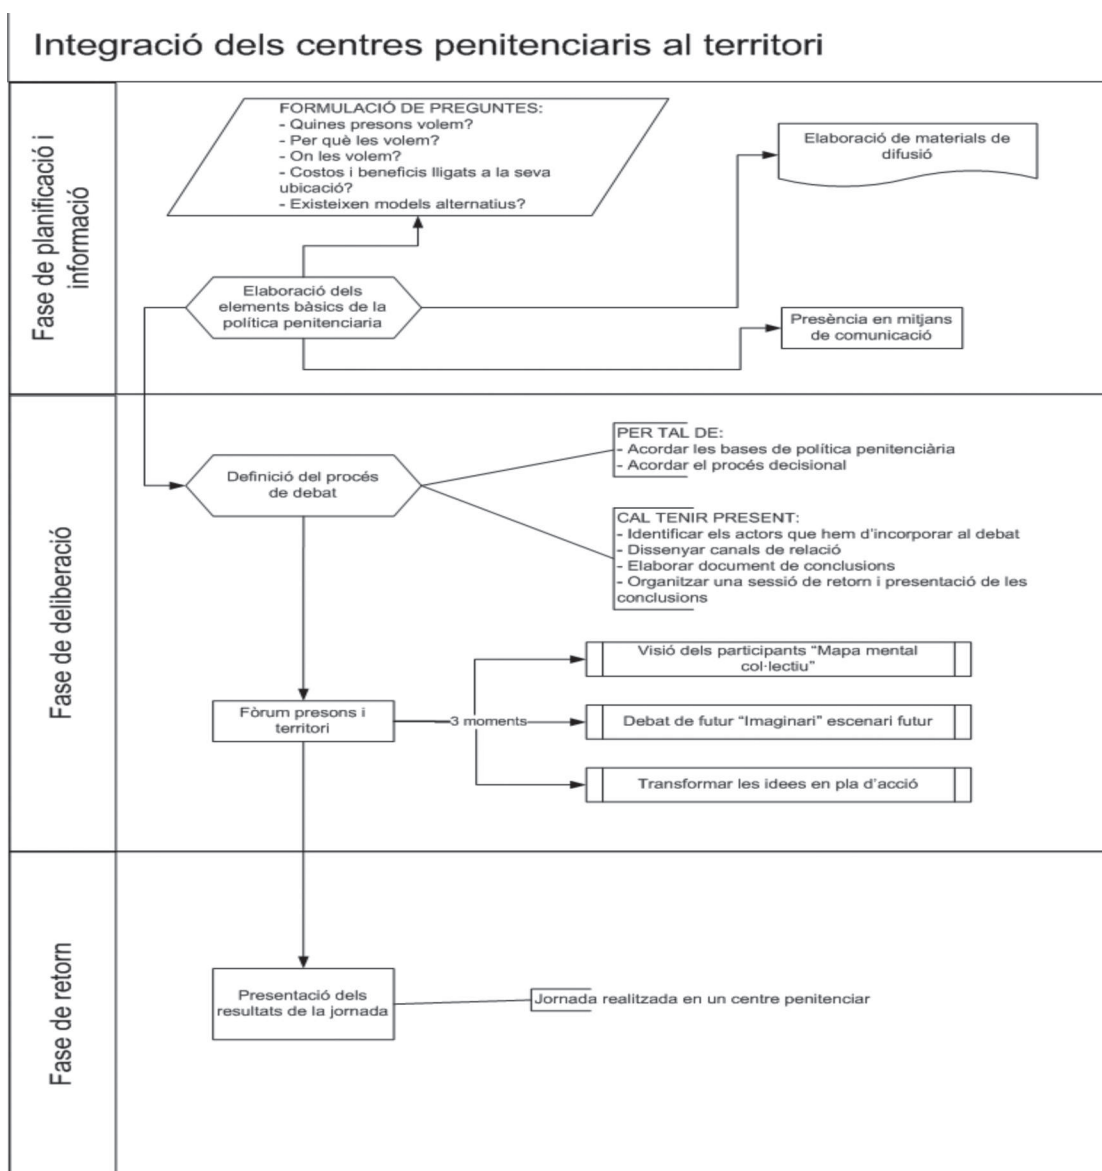 Integració dels centres penitenciaris al territori
Fase de planificació i
informació
FORMULACIÓ DE PREGUNTES:
- Quines presons volem?
- Per què les volem?
- On les volem?
- Costos i beneficis lligats a la seva
ubicació?
- Existeixen models alternatius?
Elaboració de materials de
difusió
Elaboració dels
elements bàsics de la
política penitenciaria
Presència en mitjans
de comunicació
Fase de deliberació
Definició del procés
de debat
PER TAL DE:
- Acordar les bases de política penitenciària
- Acordar el procés decisional
CAL TENIR PRESENT:
- Identificar els actors que hem d'incorporar al debat
- Dissenyar canals de relació
- Elaborar document de conclusions
- Organitzar una sessió de retorn i presentació de les
conclusions
Fòrum presons i
territori
3 moments
Visió dels participants “Mapa mental
col·lectiu”
Debat de futur “Imaginari” escenari futur
Transformar les idees en pla d'acció
Fase de retorn
Presentació dels
resultats de la jornada
Jornada realitzada en un centre penitenciar